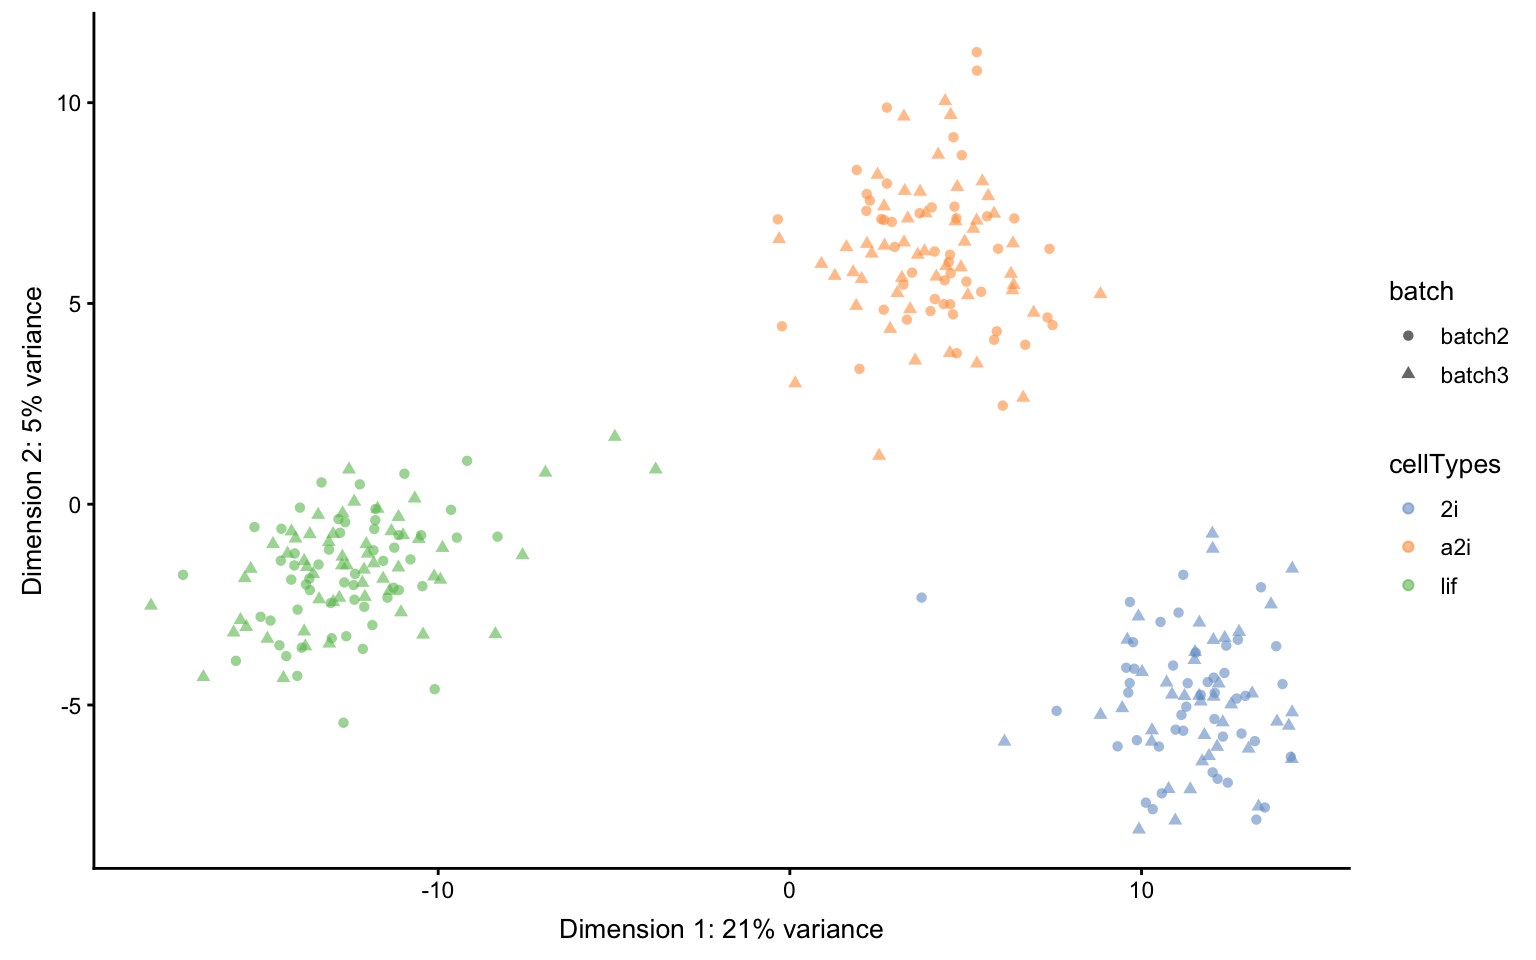 10
5
0
-5
Dimension 2: 5% variance
-10
0
10
Dimension 1: 21% variance
batch
batch2
batch3
cellTypes
2i
a2i
lif